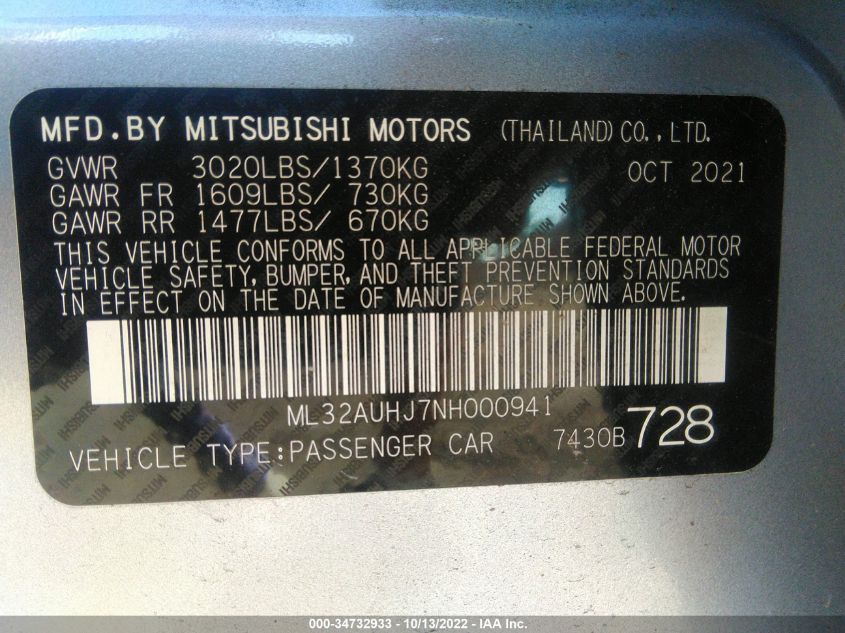 MFD.BY MITSUBISHI MOTORS (THAILAND)CO.,LTD.
GVWR 3020LBS/1370KG OCT 2021
GAWR FR 1609LBS/ 730KG
GAWR RR 1477LBS/ 670KG
THIS VEHICLE CONFORMS TO ALL APPLICABLE FEDERAL MOTOR
VEHICLE SAFETY, BUMPER, AND THEFT PREVENTION STANDARDS
IN EFFECT ON THE DATE OF MANUFACTURE SHOWN ABOVE.
ML32AUHJ7NH000941
VEHICLE TYPE:PASSENGER CAR 7430B 728
000-34732933 - 10/13/2022 - IAA Inc.